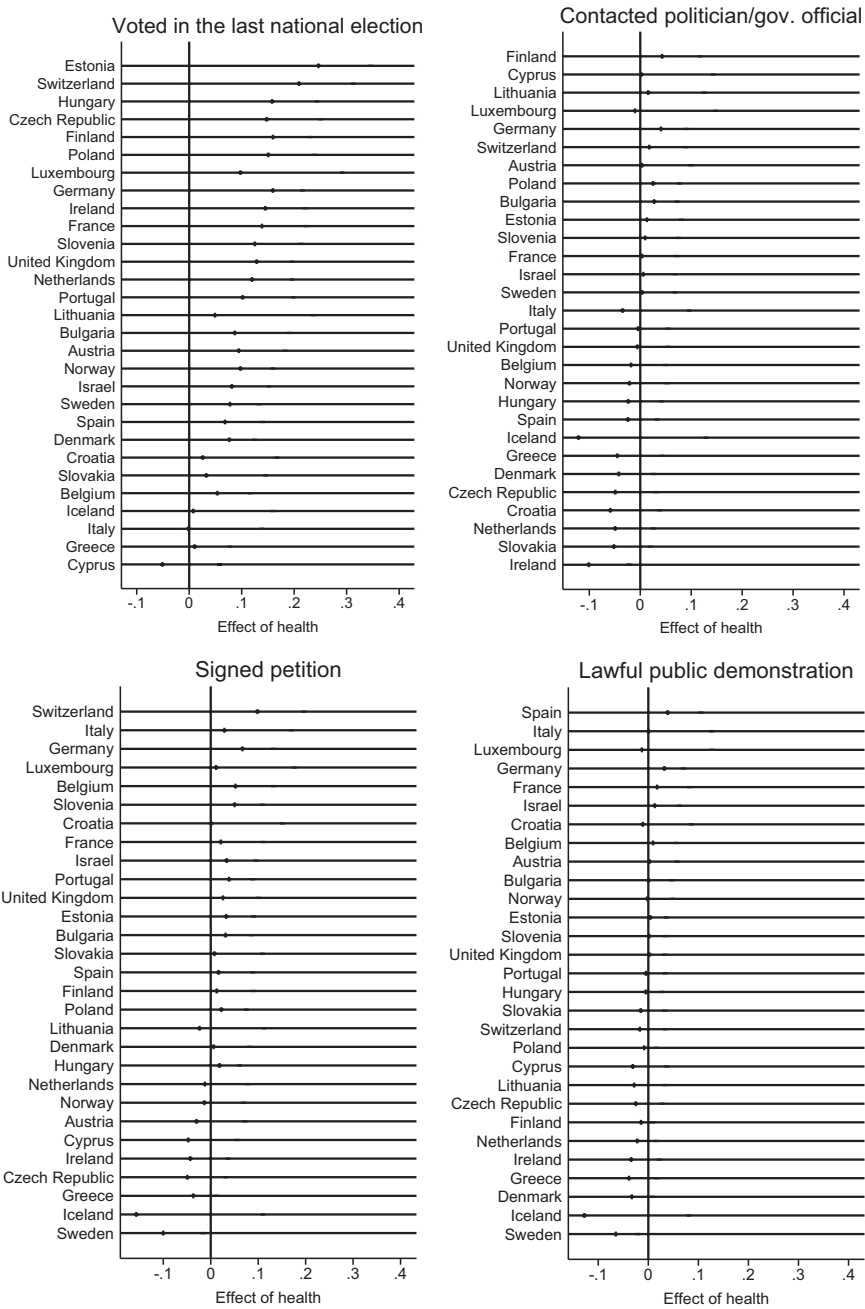 Voted in the last national election
Estonia
Switzerland
Hungary
Czech Republic
Finland
Poland
Luxembourg
Germany
Ireland
France
Slovenia
United Kingdom
Netherlands
Portugal
Lithuania
Bulgaria
Austria
Norway
Israel
Sweden
Spain
Denmark
Croatia
Slovakia
Belgium
Iceland
Italy
Greece
Cyprus
-.1 0 .1 .2 .3 .4
Effect of health
Contacted politician/gov. official
Finland
Cyprus
Lithuania
Luxembourg
Germany
Switzerland
Austria
Poland
Bulgaria
Estonia
Slovenia
France
Israel
Sweden
Italy
Portugal
United Kingdom
Belgium
Norway
Hungary
Spain
Iceland
Greece
Denmark
Czech Republic
Croatia
Netherlands
Slovakia
Ireland
-.1 0 .1 .2 .3 .4
Effect of health
Signed petition
Switzerland
Italy
Germany
Luxembourg
Belgium
Slovenia
Croatia
France
Israel
Portugal
United Kingdom
Estonia
Bulgaria
Slovakia
Spain
Finland
Poland
Lithuania
Denmark
Hungary
Netherlands
Norway
Austria
Cyprus
Ireland
Czech Republic
Greece
Iceland
Sweden
-.1 0 .1 .2 .3 .4
Effect of health
Lawful public demonstration
Spain
Italy
Luxembourg
Germany
France
Israel
Croatia
Belgium
Austria
Bulgaria
Norway
Estonia
Slovenia
United Kingdom
Portugal
Hungary
Slovakia
Switzerland
Poland
Cyprus
Lithuania
Czech Republic
Finland
Netherlands
Ireland
Greece
Denmark
Iceland
Sweden
-.1 0 .1 .2 .3 .4
Effect of health